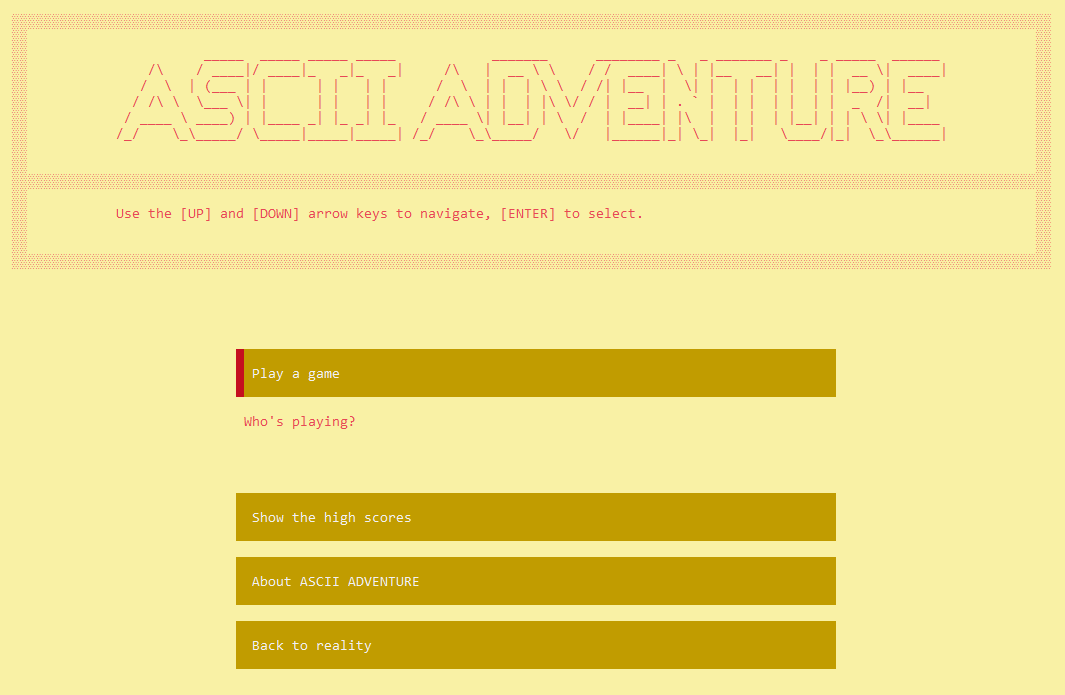 ASCII ADVENTURE
Use the [UP] and [DOWN] arrow keys to navigate, [ENTER] to select.
Play a game
Who's playing?
Show the high scores
About ASCII ADVENTURE
Back to reality